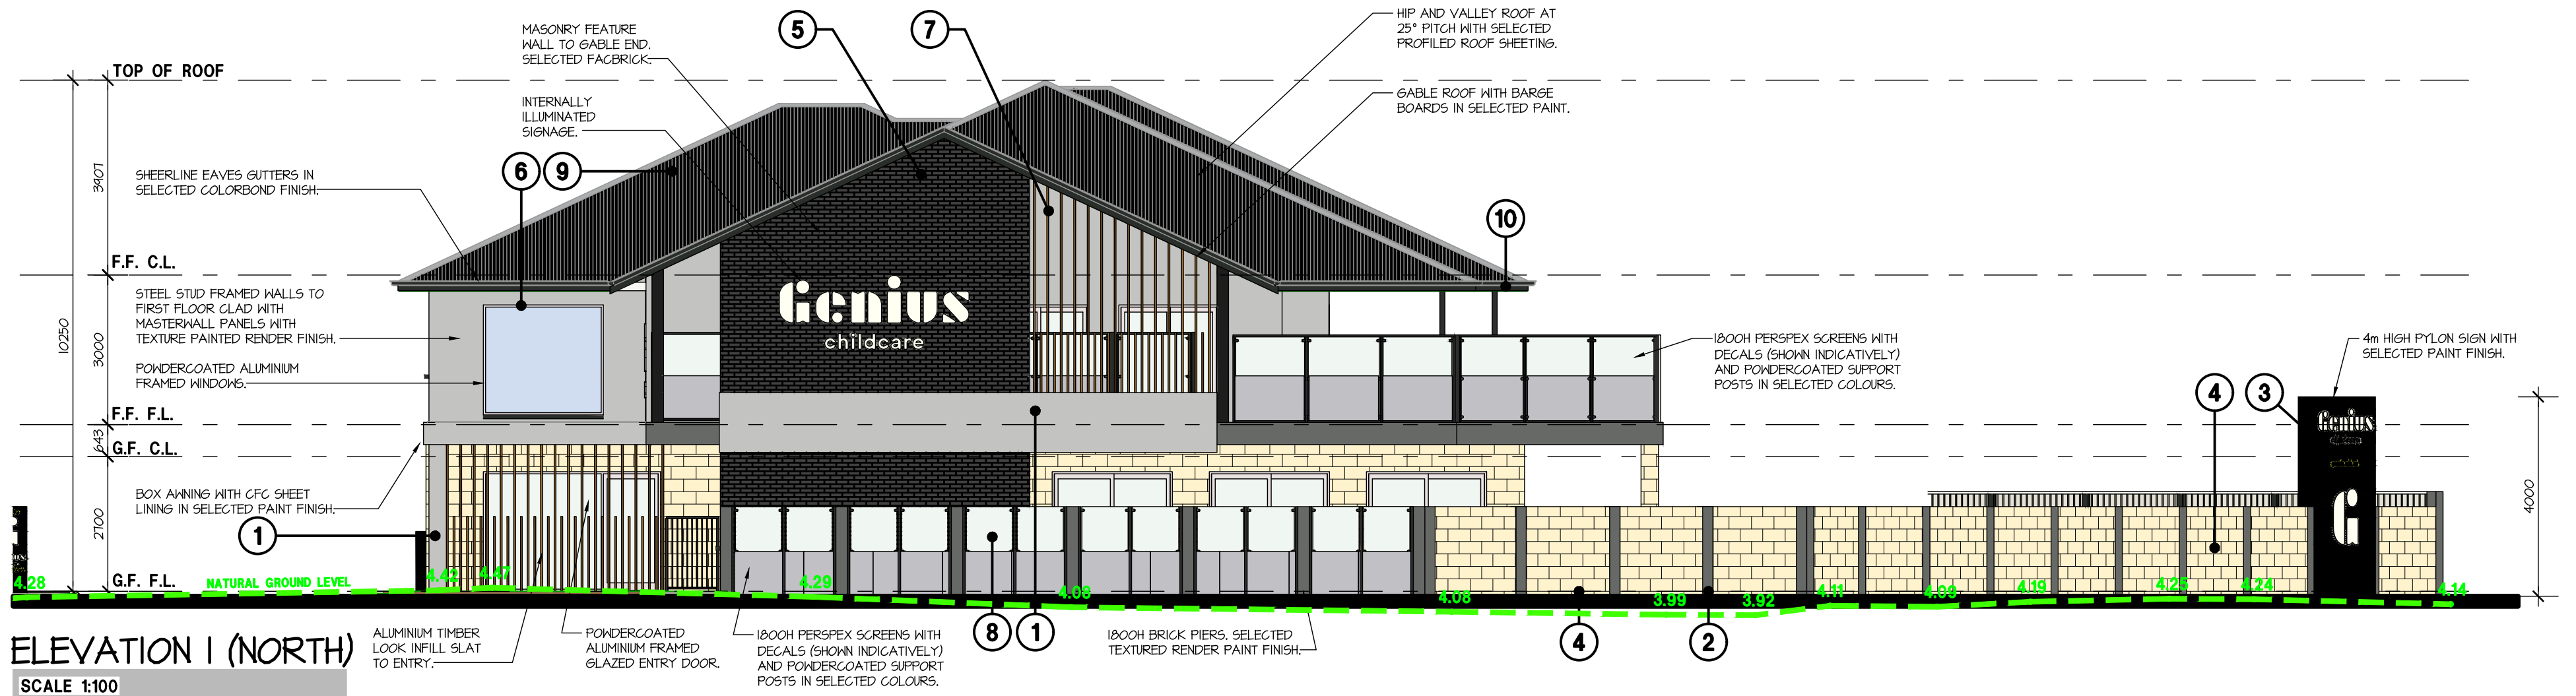 MASONRY FEATURE
WALL TO GABLE END.
SELECTED FACBRICK.
5
7
HIP AND VALLEY ROOF AT
25° PITCH WITH SELECTED
PROFILED ROOF SHEETING.
TOP OF ROOF
INTERNALLY
ILLUMINATED
SIGNAGE.
GABLE ROOF WITH BARGE
BOARDS IN SELECTED PAINT.
3907
SHEERLINE EAVES GUTTERS IN
SELECTED COLORBOND FINISH.
6
9
10
F.F. C.L.
STEEL STUD FRAMED WALLS TO
FIRST FLOOR CLAD WITH
MASTERWALL PANELS WITH
TEXTURE PAINTED RENDER FINISH.
10250
3000
Genius
childcare
POWDERCOATED ALUMINIUM
FRAMED WINDOWS.
1800H PERSPEX SCREENS WITH
DECALS (SHOWN INDICATIVELY)
AND POWDERCOATED SUPPORT
POSTS IN SELECTED COLOURS.
4m HIGH PYLON SIGN WITH
SELECTED PAINT FINISH.
4
3
F.F. F.L.
643
G.F. C.L.
Genius
G
BOX AWNING WITH CFC SHEET
LINING IN SELECTED PAINT FINISH.
1
2700
4000
G.F. F.L.
NATURAL GROUND LEVEL
4.28
4.42
4.47
4.29
4.08
4.08
3.99
3.92
4.11
4.09
4.19
4.25
4.24
4.14
ELEVATION 1 (NORTH)
SCALE 1:100
ALUMINIUM TIMBER
LOOK INFILL SLAT
TO ENTRY.
POWDERCOATED
ALUMINIUM FRAMED
GLAZED ENTRY DOOR.
1800H PERSPEX SCREENS WITH
DECALS (SHOWN INDICATIVELY)
AND POWDERCOATED SUPPORT
POSTS IN SELECTED COLOURS.
8
1
1800H BRICK PIERS. SELECTED
TEXTURED RENDER PAINT FINISH.
4
2